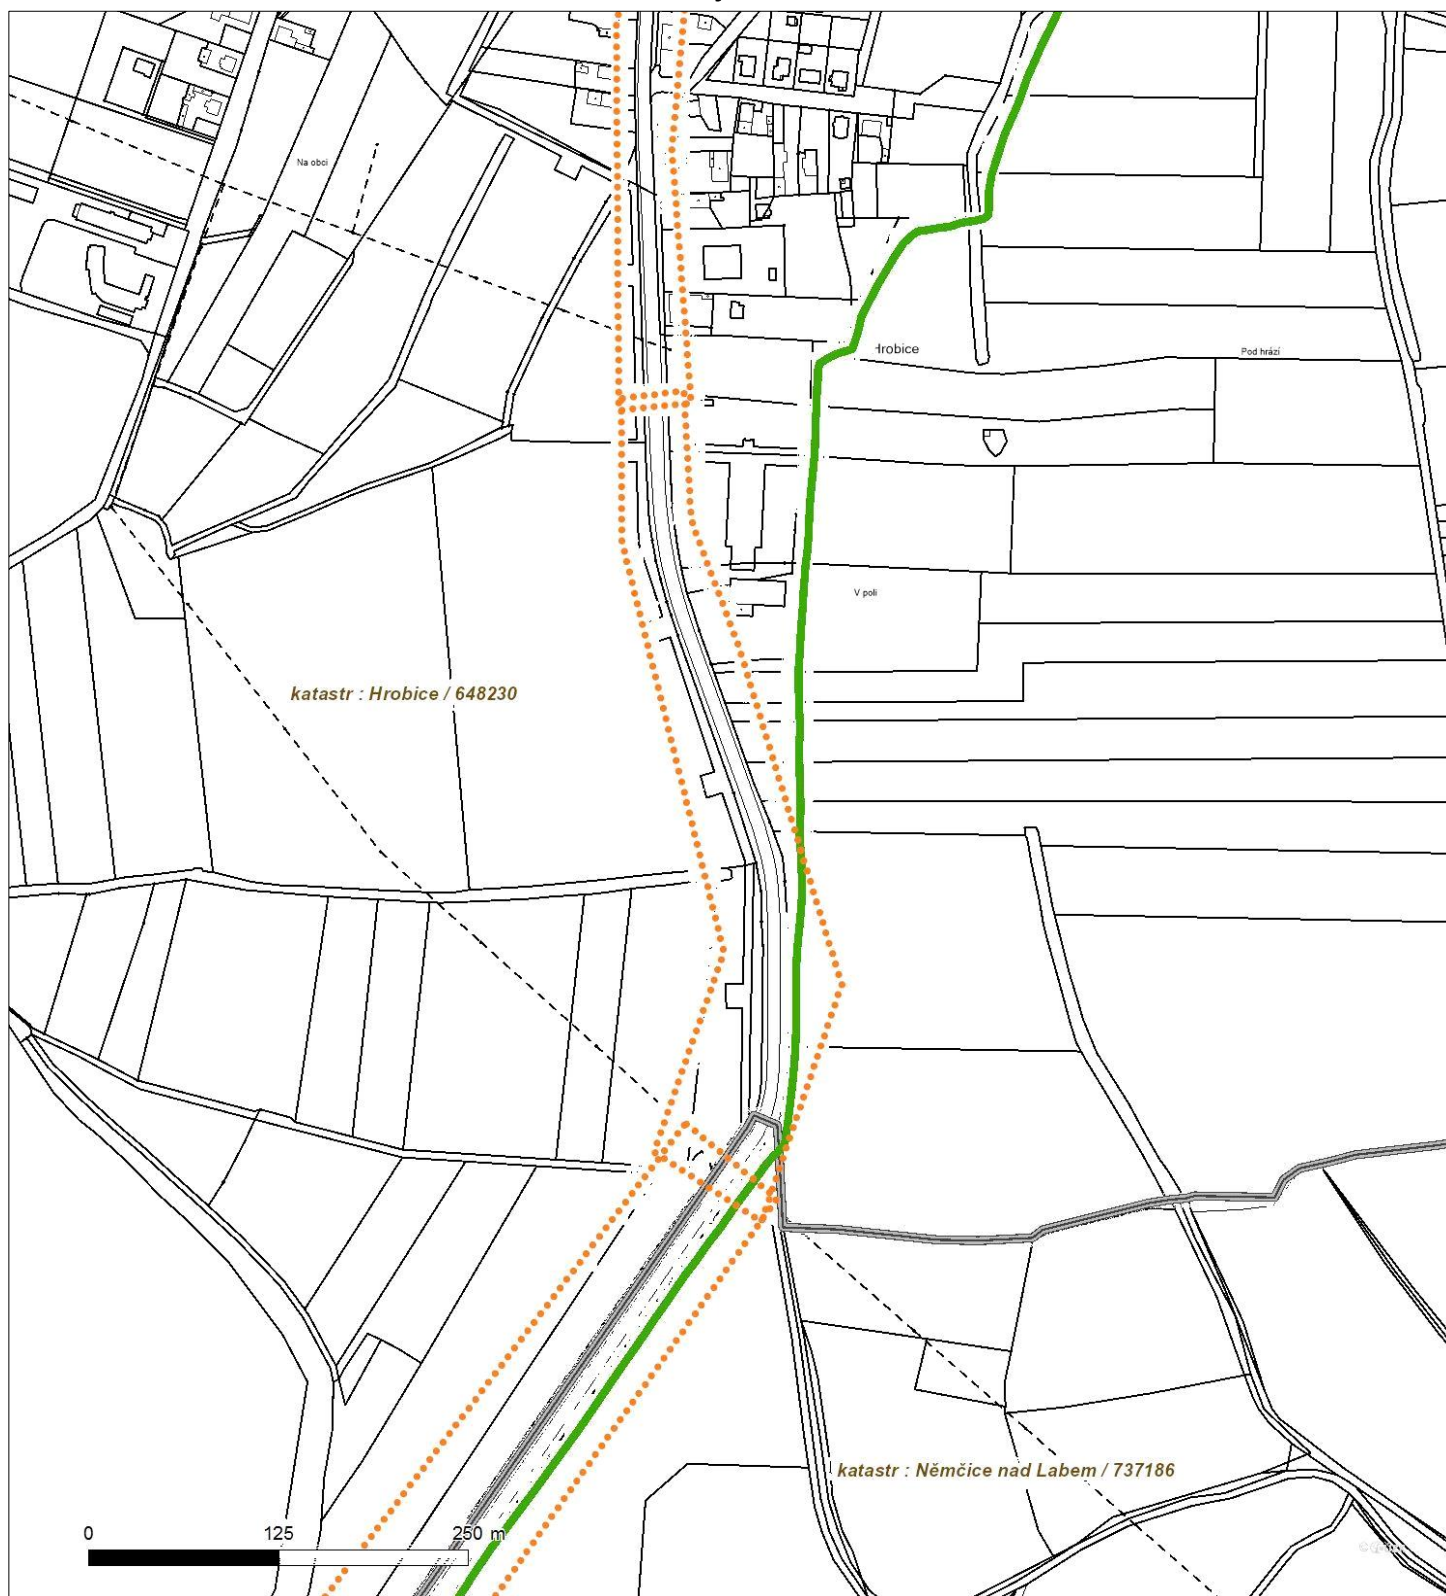 Na obci
Hrobice
Pod hrází
V poli
katastr : Hrobice / 648230
katastr : Němčice nad Labem / 737186
0 125 250 m